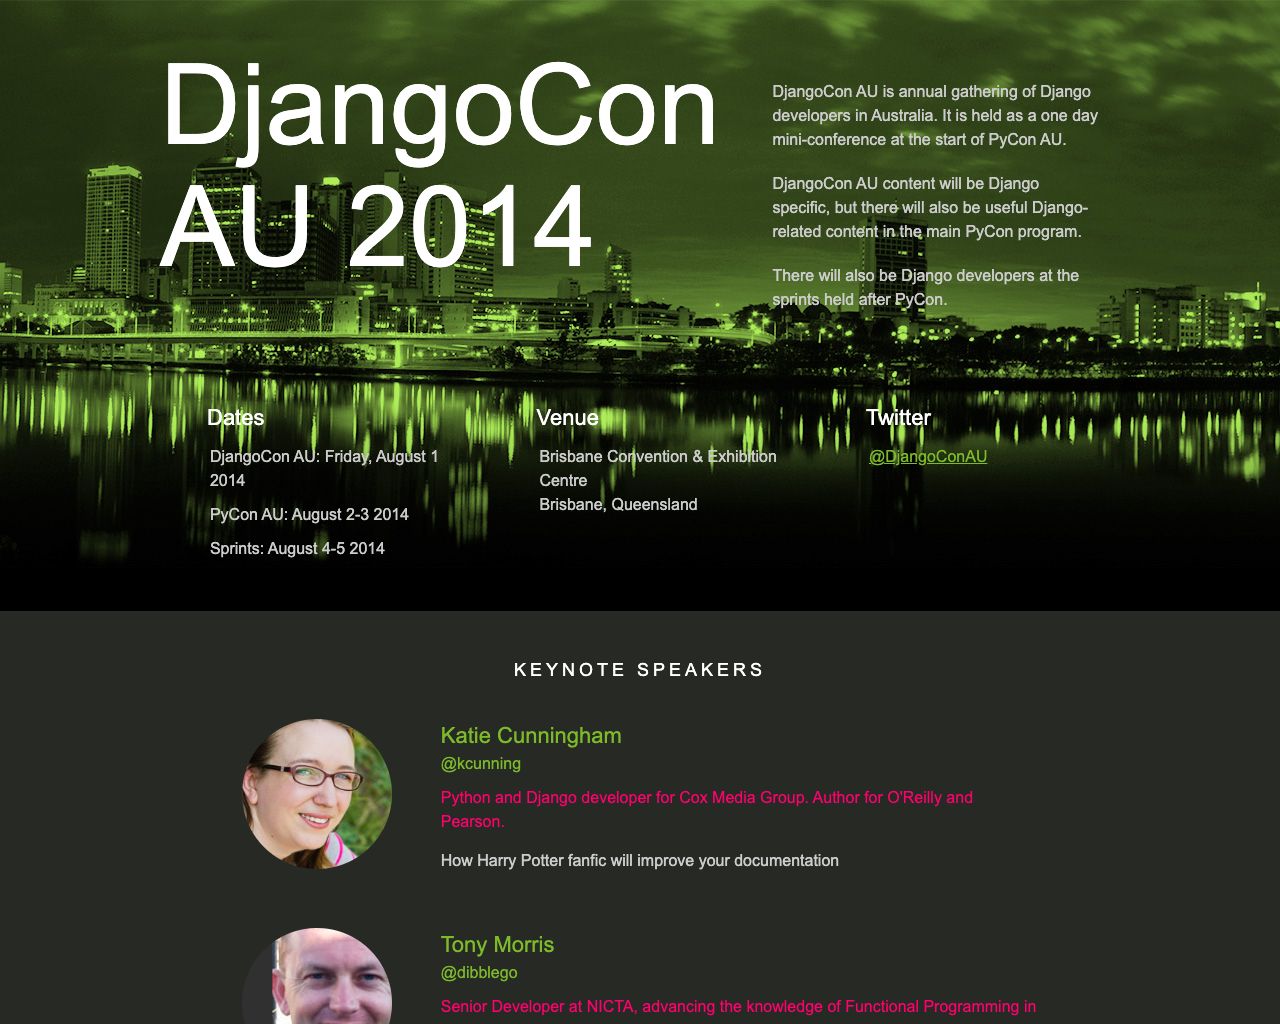 DjangoCon
AU 2014
DjangoCon AU is annual gathering of Django
developers in Australia. It is held as a one day
mini-conference at the start of PyCon AU.
DjangoCon AU content will be Django
specific, but there will also be useful Django-
related content in the main PyCon program.
There will also be Django developers at the
sprints held after PyCon.
Dates
DjangoCon AU: Friday, August 1
2014
PyCon AU: August 2-3 2014
Sprints: August 4-5 2014
Venue
Brisbane Convention & Exhibition
Centre
Brisbane, Queensland
Twitter
@DjangoConAU
KEYNOTE SPEAKERS
Katie Cunningham
@kcunning
Python and Django developer for Cox Media Group. Author for O'Reilly and
Pearson.
How Harry Potter fanfic will improve your documentation
Tony Morris
@dibblego
Senior Developer at NICTA, advancing the knowledge of Functional Programming in